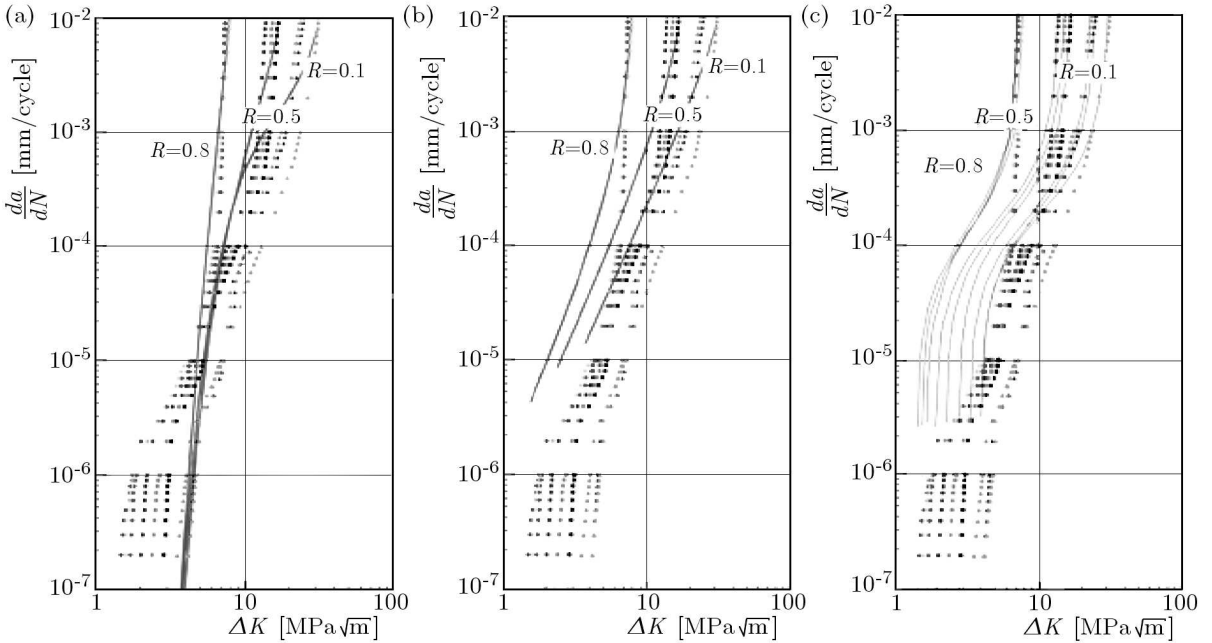 (a)
10⁻²
10⁻³
10⁻⁴
10⁻⁵
10⁻⁶
10⁻⁷
da/dN [mm/cycle]
R=0.1
R=0.5
R=0.8
1
10
100
ΔK [MPa√m]
(b)
10⁻²
10⁻³
10⁻⁴
10⁻⁵
10⁻⁶
10⁻⁷
da/dN [mm/cycle]
R=0.1
R=0.5
R=0.8
1
10
100
ΔK [MPa√m]
(c)
10⁻²
10⁻³
10⁻⁴
10⁻⁵
10⁻⁶
10⁻⁷
da/dN [mm/cycle]
R=0.1
R=0.5
R=0.8
1
10
100
ΔK [MPa√m]